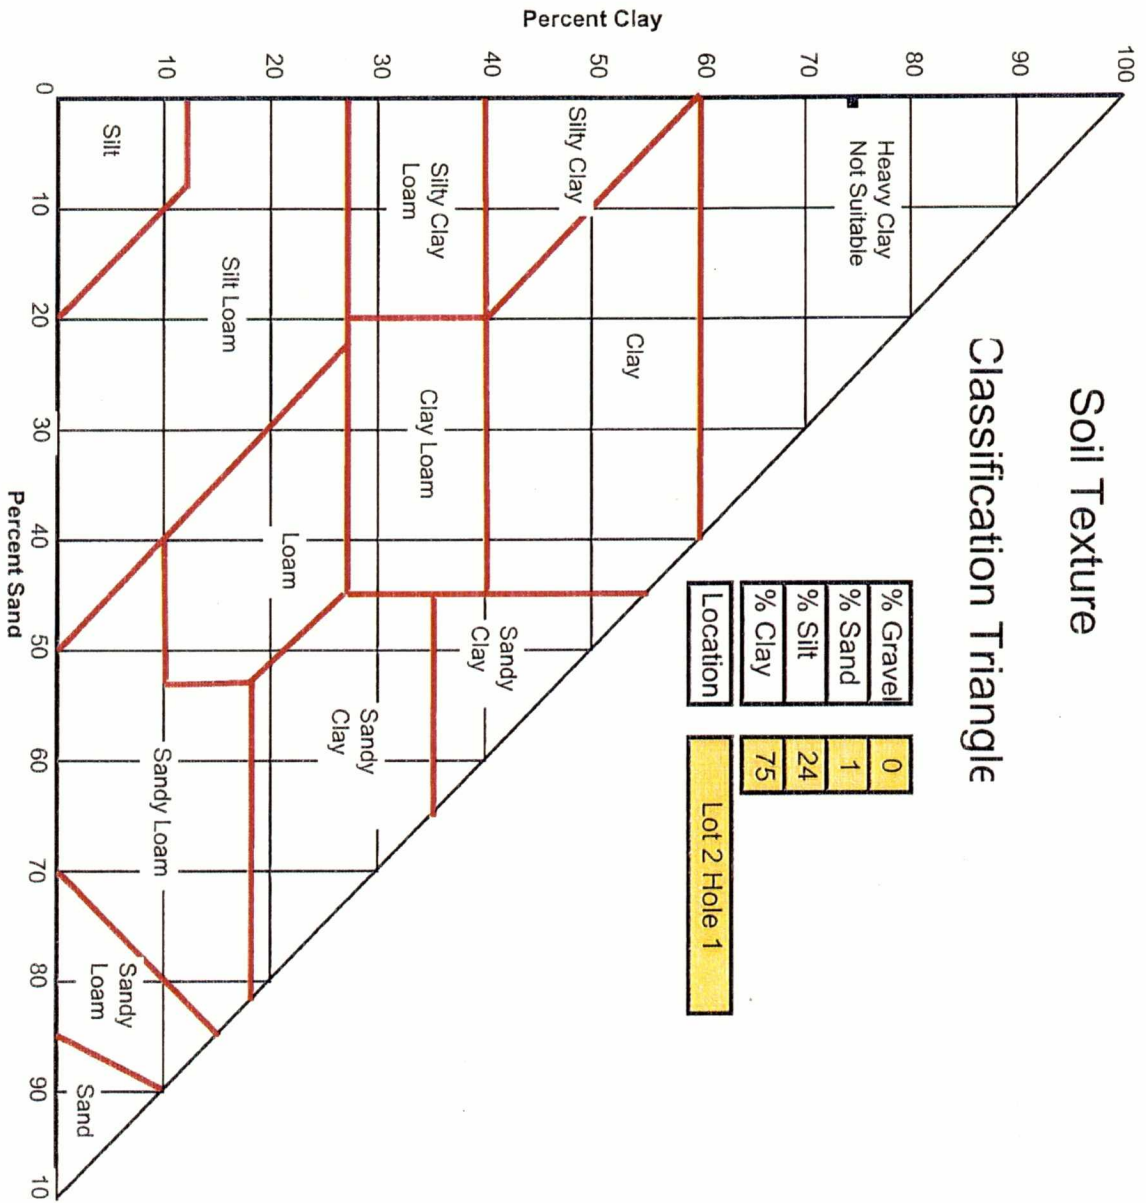 Soil Texture
Classification Triangle
% Gravel 0
% Sand 1
% Silt 24
% Clay 75
Location Lot 2 Hole 1
Percent Clay
100
90
80
70
60
50
40
30
20
10
0
Heavy Clay
Not Suitable
Silty Clay
Clay
Silty Clay
Loam
Clay Loam
Sandy
Clay
Silt
Silt Loam
Loam
Sandy
Clay
Sandy Loam
Sandy
Loam
Sand
10
20
30
40
50
60
70
80
90
10
Percent Sand